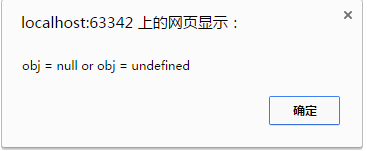 localhost:63342 上的网页显示：
obj = null or obj = undefined
确定